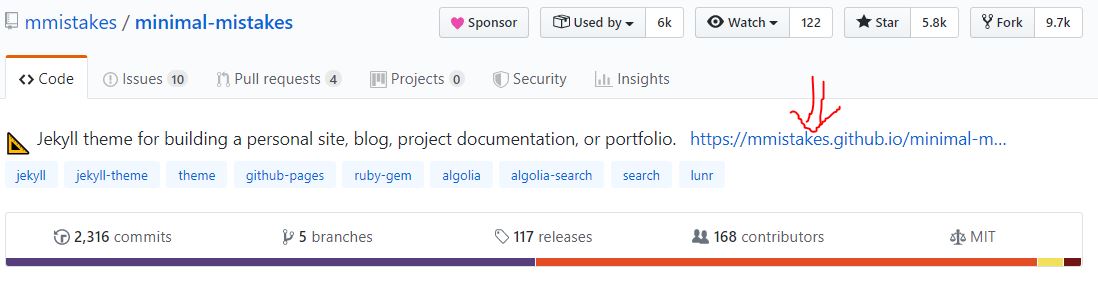 mmistakes / minimal-mistakes Sponsor Used by 6k Watch 122 Star 5.8k Fork 9.7k
Code Issues 10 Pull requests 4 Projects 0 Security Insights
Jekyll theme for building a personal site, blog, project documentation, or portfolio. https://mmistakes.github.io/minimal-m...
jekyll jekyll-theme theme github-pages ruby-gem algolia algolia-search search lunr
2,316 commits 5 branches 117 releases 168 contributors MIT